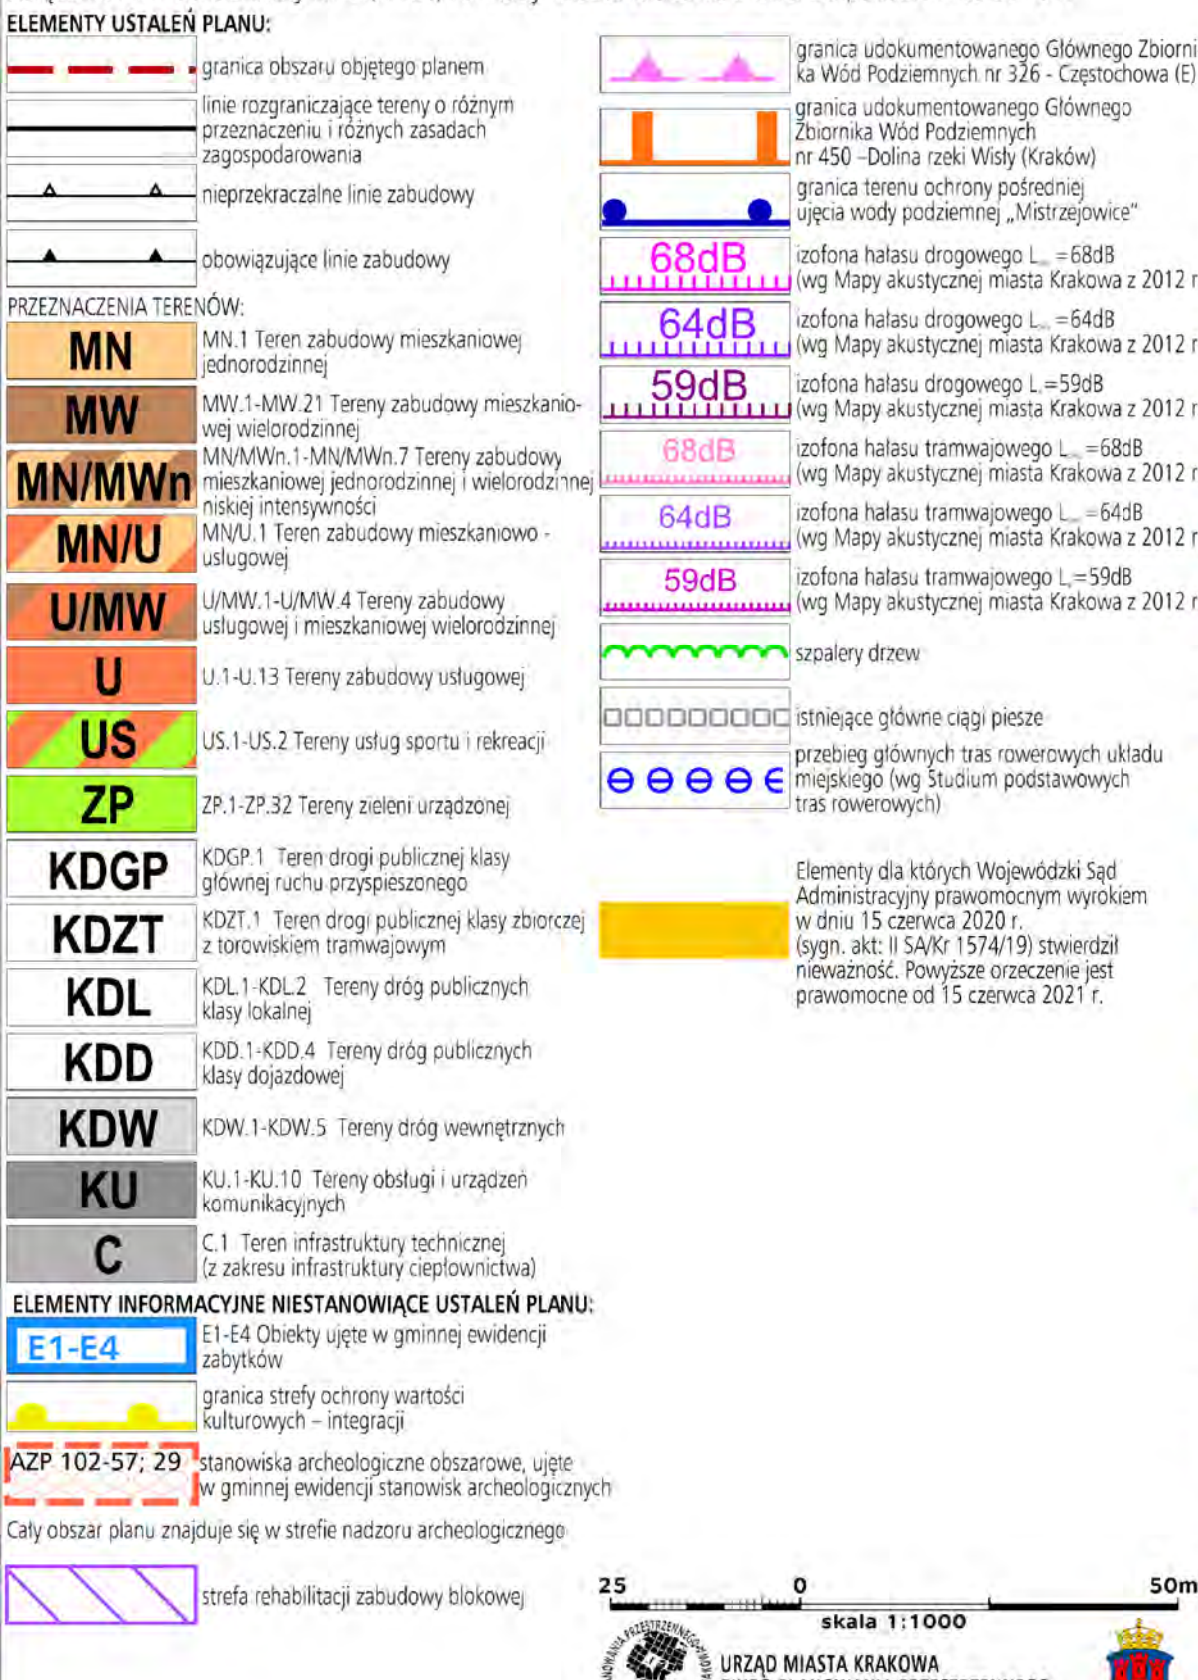 ELEMENTY USTALEŃ PLANU:
granica obszaru objętego planem
linie rozgraniczające tereny o różnym
przeznaczeniu i różnych zasadach
zagospodarowania
nieprzekraczalne linie zabudowy
obowiązujące linie zabudowy
PRZEZNACZENIA TERENÓW:
MN
MN.1 Teren zabudowy mieszkaniowej
jednorodzinnej
MW
MW.1-MW.21 Tereny zabudowy mieszkanio-
wej wielorodzinnej
MN/MWn
MN/MWn.1-MN/MWn.7 Tereny zabudowy
mieszkaniowej jednorodzinnej i wielorodzinnej
niskiej intensywności
MN/U
MN/U.1 Teren zabudowy mieszkaniowo -
usługowej
U/MW
U/MW.1-U/MW.4 Tereny zabudowy
usługowej i mieszkaniowej wielorodzinnej
U
U.1-U.13 Tereny zabudowy usługowej
US
US.1-US.2 Tereny usług sportu i rekreacji
ZP
ZP.1-ZP.32 Tereny zieleni urządzonej
KDGP
KDGP.1 Teren drogi publicznej klasy
głównej ruchu przyspieszonego
KDZT
KDZT.1 Teren drogi publicznej klasy zbiorczej
z torowiskiem tramwajowym
KDL
KDL.1-KDL.2 Tereny dróg publicznych
klasy lokalnej
KDD
KDD.1-KDD.4 Tereny dróg publicznych
klasy dojazdowej
KDW
KDW.1-KDW.5 Tereny dróg wewnętrznych
KU
KU.1-KU.10 Tereny obsługi i urządzeń
komunikacyjnych
C
C.1 Teren infrastruktury technicznej
(z zakresu infrastruktury ciepłownictwa)
ELEMENTY INFORMACYJNE NIESTANOWIĄCE USTALEŃ PLANU:
E1-E4
E1-E4 Obiekty ujęte w gminnej ewidencji
zabytków
granica strefy ochrony wartości
kulturowych – integracji
AZP 102-57; 29
stanowiska archeologiczne obszarowe, ujęte
w gminnej ewidencji stanowisk archeologicznych
Cały obszar planu znajduje się w strefie nadzoru archeologicznego
strefa rehabilitacji zabudowy blokowej
granica udokumentowanego Głównego Zbiorni
ka Wód Podziemnych nr 326 - Częstochowa (E)
granica udokumentowanego Głównego
Zbiornika Wód Podziemnych
nr 450 –Dolina rzeki Wisły (Kraków)
granica terenu ochrony pośredniej
ujęcia wody podziemnej „Mistrzejowice"
68dB
izofona hałasu drogowego L =68dB
(wg Mapy akustycznej miasta Krakowa z 2012 r
64dB
izofona hałasu drogowego L =64dB
(wg Mapy akustycznej miasta Krakowa z 2012 r
59dB
izofona hałasu drogowego L =59dB
(wg Mapy akustycznej miasta Krakowa z 2012 r
68dB
izofona hałasu tramwajowego L =68dB
(wg Mapy akustycznej miasta Krakowa z 2012 r
64dB
izofona hałasu tramwajowego L =64dB
(wg Mapy akustycznej miasta Krakowa z 2012 r
59dB
izofona hałasu tramwajowego L =59dB
(wg Mapy akustycznej miasta Krakowa z 2012 r
szpalery drzew
istniejące główne ciągi piesze
przebieg głównych tras rowerowych układu
miejskiego (wg Studium podstawowych
tras rowerowych)
Elementy dla których Wojewódzki Sąd
Administracyjny prawomocnym wyrokiem
w dniu 15 czerwca 2020 r.
(sygn. akt: II SA/Kr 1574/19) stwierdził
nieważność. Powyższe orzeczenie jest
prawomocne od 15 czerwca 2021 r.
25 0 50m
skala 1:1000
URZĄD MIASTA KRAKOWA